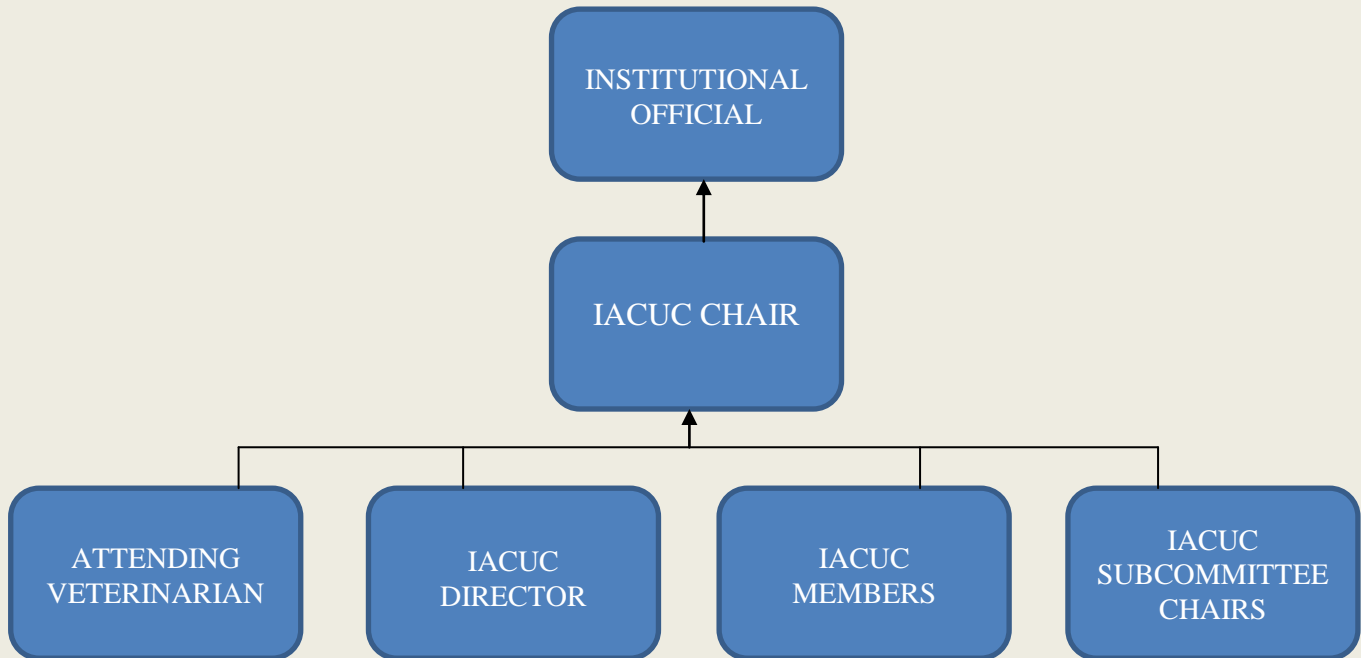 INSTITUTIONAL
OFFICIAL
IACUC CHAIR
ATTENDING
VETERINARIAN
IACUC
DIRECTOR
IACUC
MEMBERS
IACUC
SUBCOMMITTEE
CHAIRS